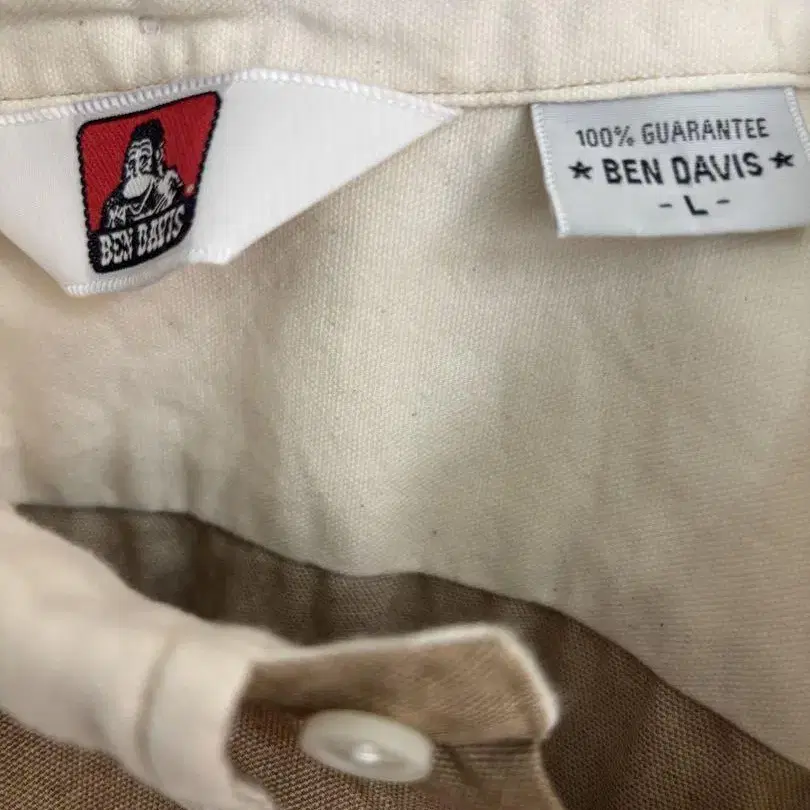 BEN DAVIS
100% GUARANTEE
★ BEN DAVIS ★
- L -